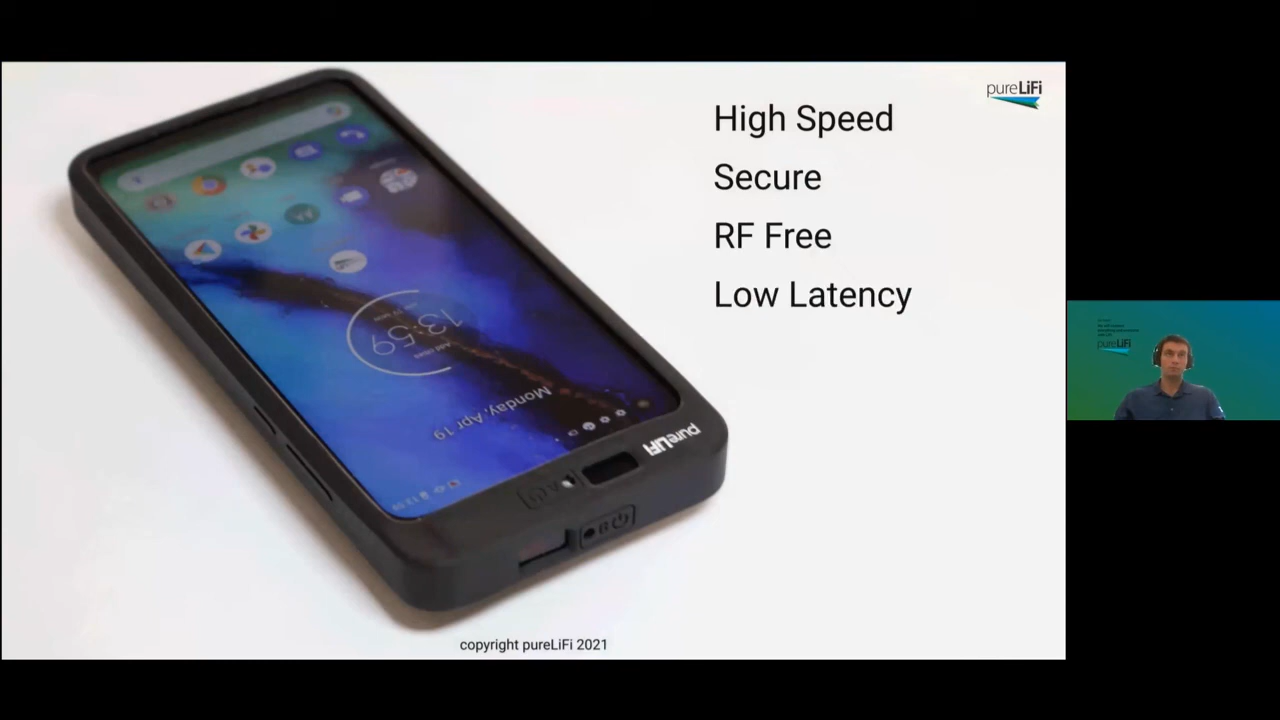 pureLiFi
High Speed
Secure
RF Free
Low Latency
13:59
Monday, Apr 19
pureLiFi
copyright pureLiFi 2021
pureLiFi